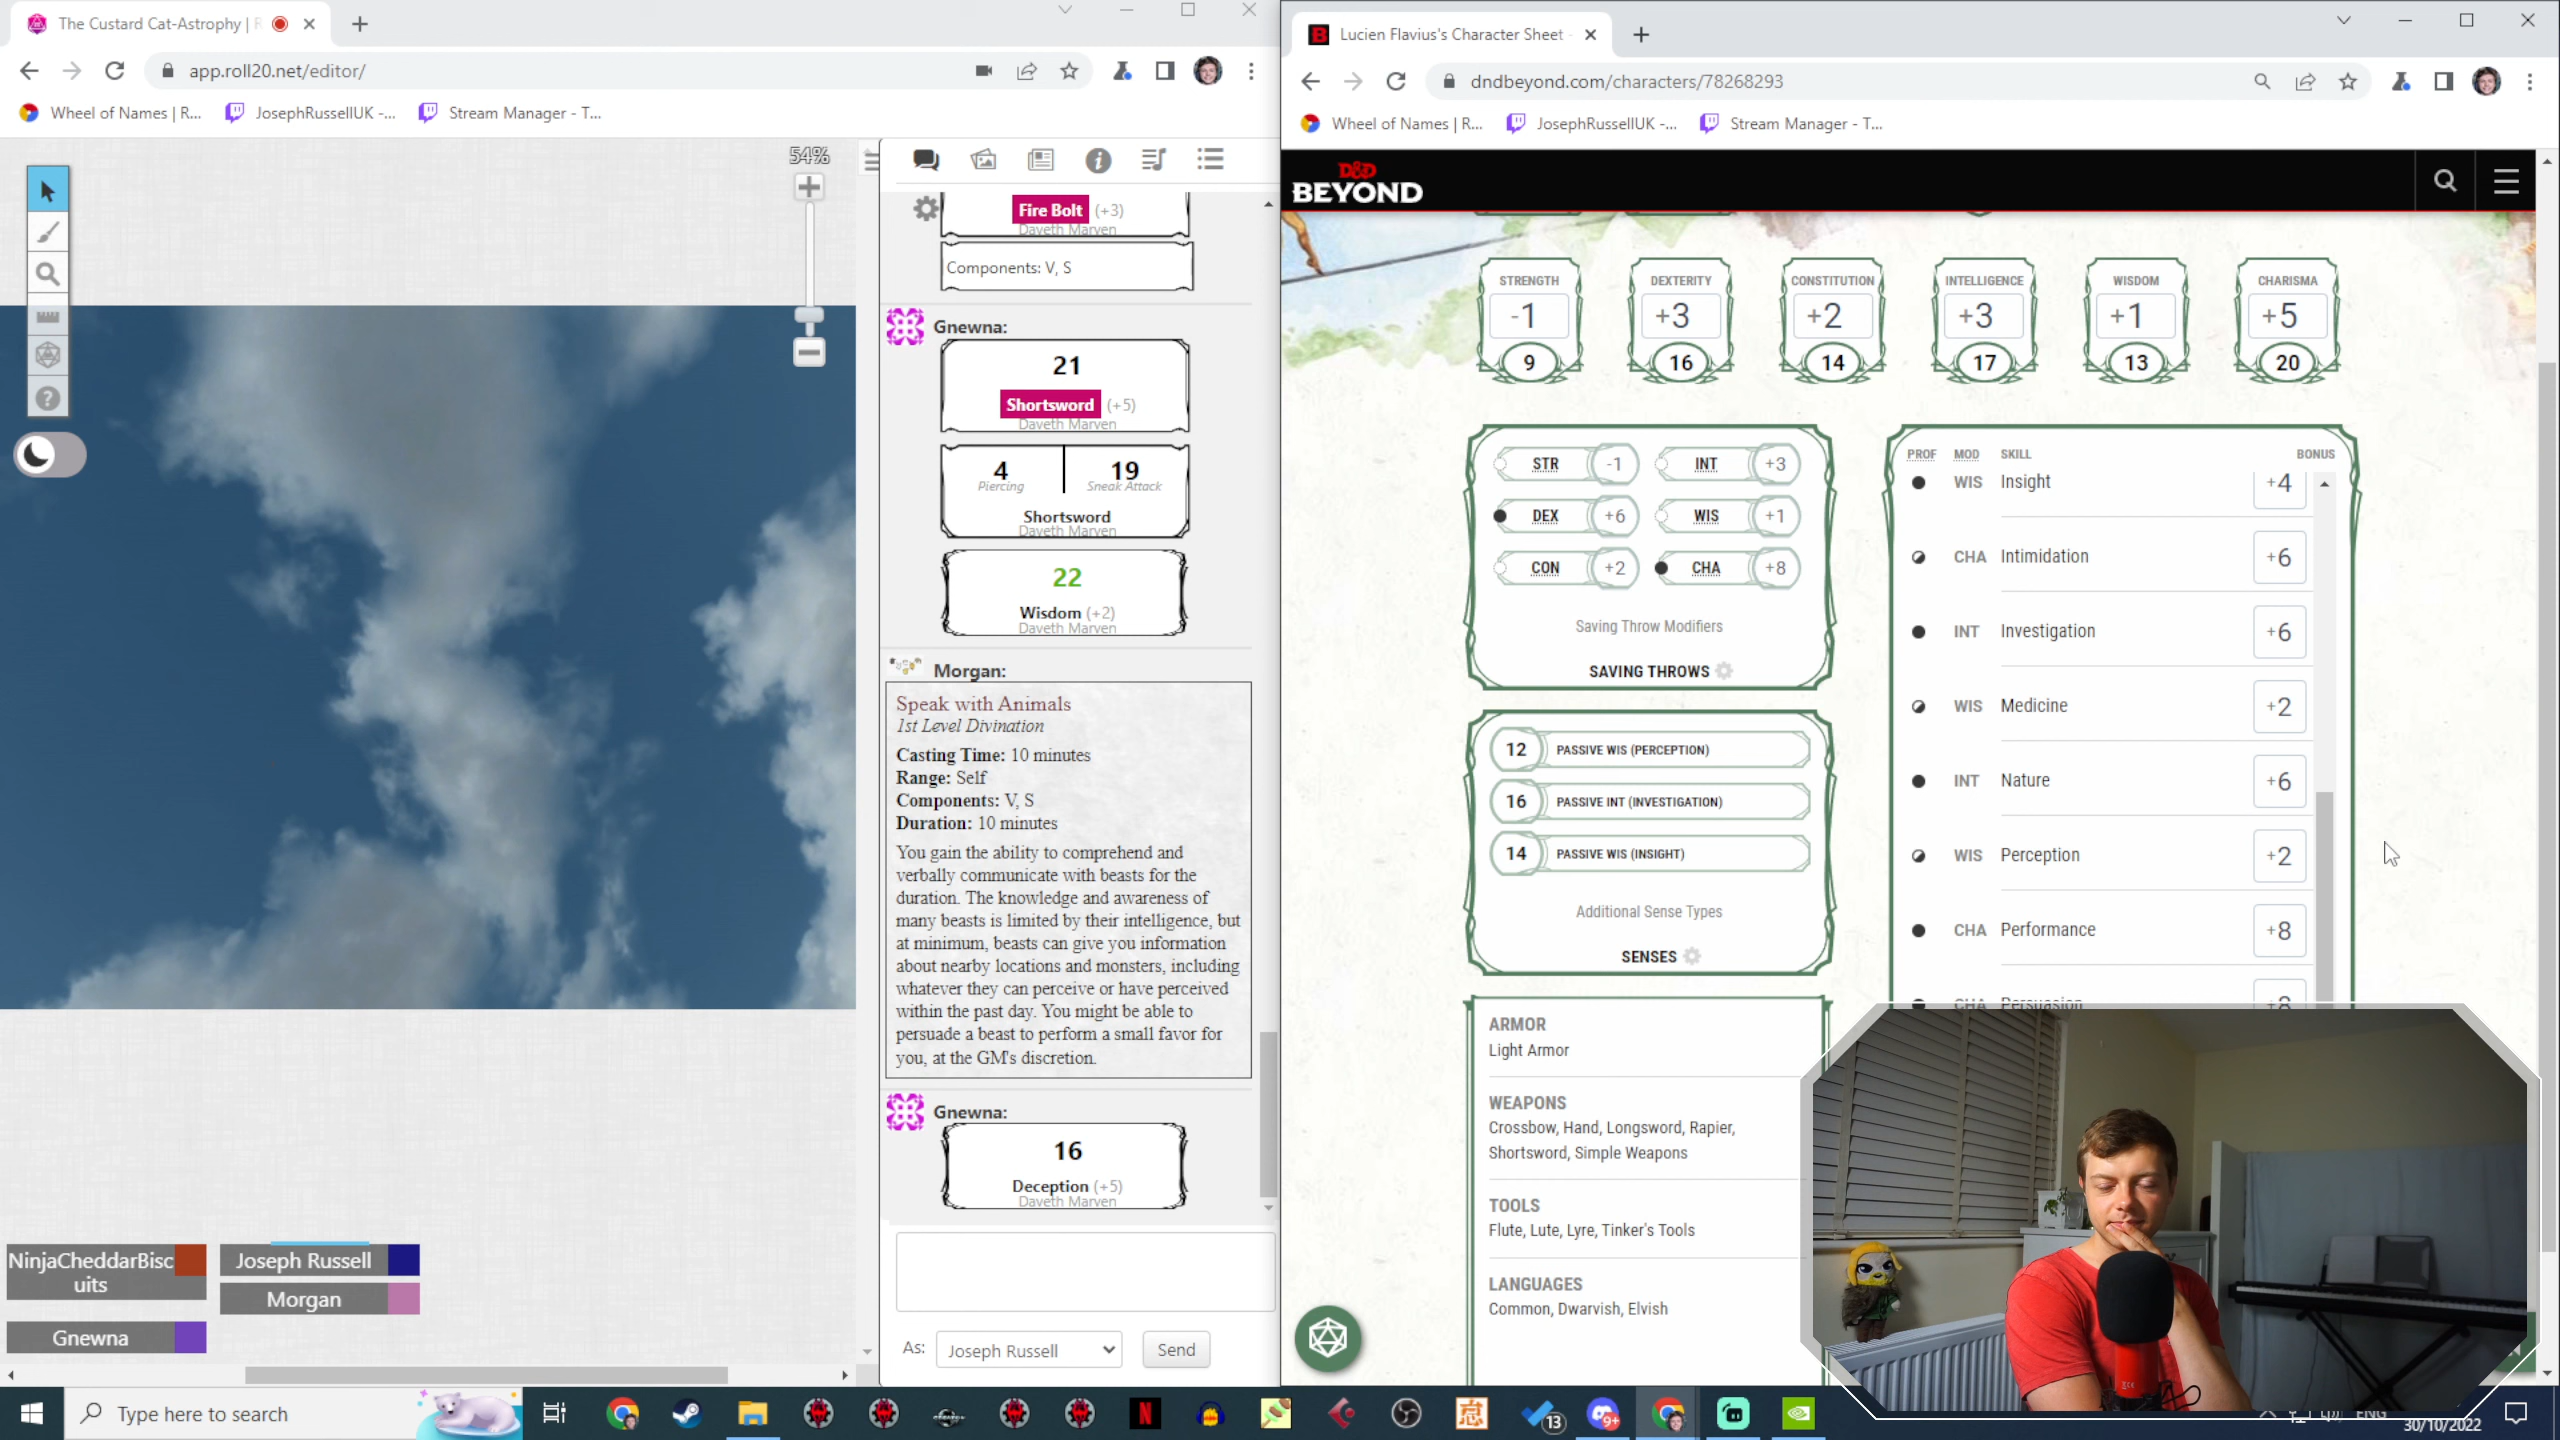 The Custard Cat-Astrophy | R
app.roll20.net/editor/
Wheel of Names | R...
JosephRussellUK -...
Stream Manager - T...
54%
Fire Bolt (+3)
Daveth Marven
Components: V, S
Gnewna:
21
Shortsword (+5)
Daveth Marven
4
19
Piercing
Sneak Attack
Shortsword
Daveth Marven
22
Wisdom (+2)
Daveth Marven
Morgan:
Speak with Animals
1st Level Divination
Casting Time: 10 minutes
Range: Self
Components: V, S
Duration: 10 minutes
You gain the ability to comprehend and
verbally communicate with beasts for the
duration. The knowledge and awareness of
many beasts is limited by their intelligence, but
at minimum, beasts can give you information
about nearby locations and monsters, including
whatever they can perceive or have perceived
within the past day. You might be able to
persuade a beast to perform a small favor for
you, at the GM's discretion.
Gnewna:
16
Deception (+5)
Daveth Marven
As:
Joseph Russell
Send
NinjaCheddarBisc
uits
Joseph Russell
Morgan
Gnewna
Lucien Flavius's Character Sheet -
dndbeyond.com/characters/78268293
Wheel of Names | R...
JosephRussellUK -...
Stream Manager - T...
D&D
BEYOND
STRENGTH
-1
9
DEXTERITY
+3
16
CONSTITUTION
+2
14
INTELLIGENCE
+3
17
WISDOM
+1
13
CHARISMA
+5
20
STR -1
INT +3
DEX +6
WIS +1
CON +2
CHA +8
Saving Throw Modifiers
SAVING THROWS
12 PASSIVE WIS (PERCEPTION)
16 PASSIVE INT (INVESTIGATION)
14 PASSIVE WIS (INSIGHT)
Additional Sense Types
SENSES
ARMOR
Light Armor
WEAPONS
Crossbow, Hand, Longsword, Rapier,
Shortsword, Simple Weapons
TOOLS
Flute, Lute, Lyre, Tinker's Tools
LANGUAGES
Common, Dwarvish, Elvish
PROF MOD SKILL BONUS
WIS Insight +4
CHA Intimidation +6
INT Investigation +6
WIS Medicine +2
INT Nature +6
WIS Perception +2
CHA Performance +8
CHA Persuasion +8
Type here to search
13
9+
ENG
30/10/2022